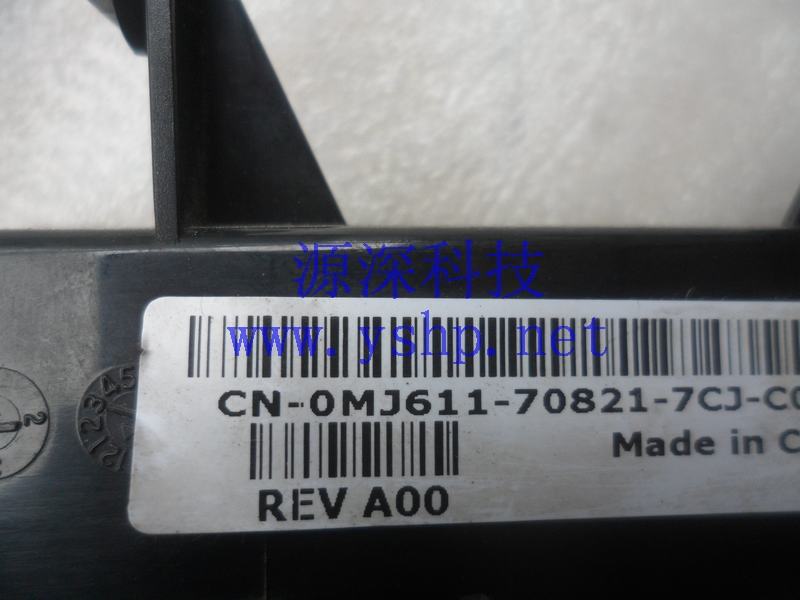 源深科技
www.yshp.net
CN-0MJ611-70821-7CJ-C0
Made in C
REV A00